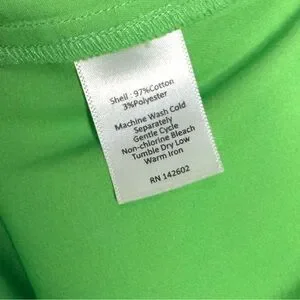 Shell : 97%Cotton
3%Polyester
Machine Wash Cold
Separately
Gentle Cycle
Non-chlorine Bleach
Tumble Dry Low
Warm Iron
RN 142602